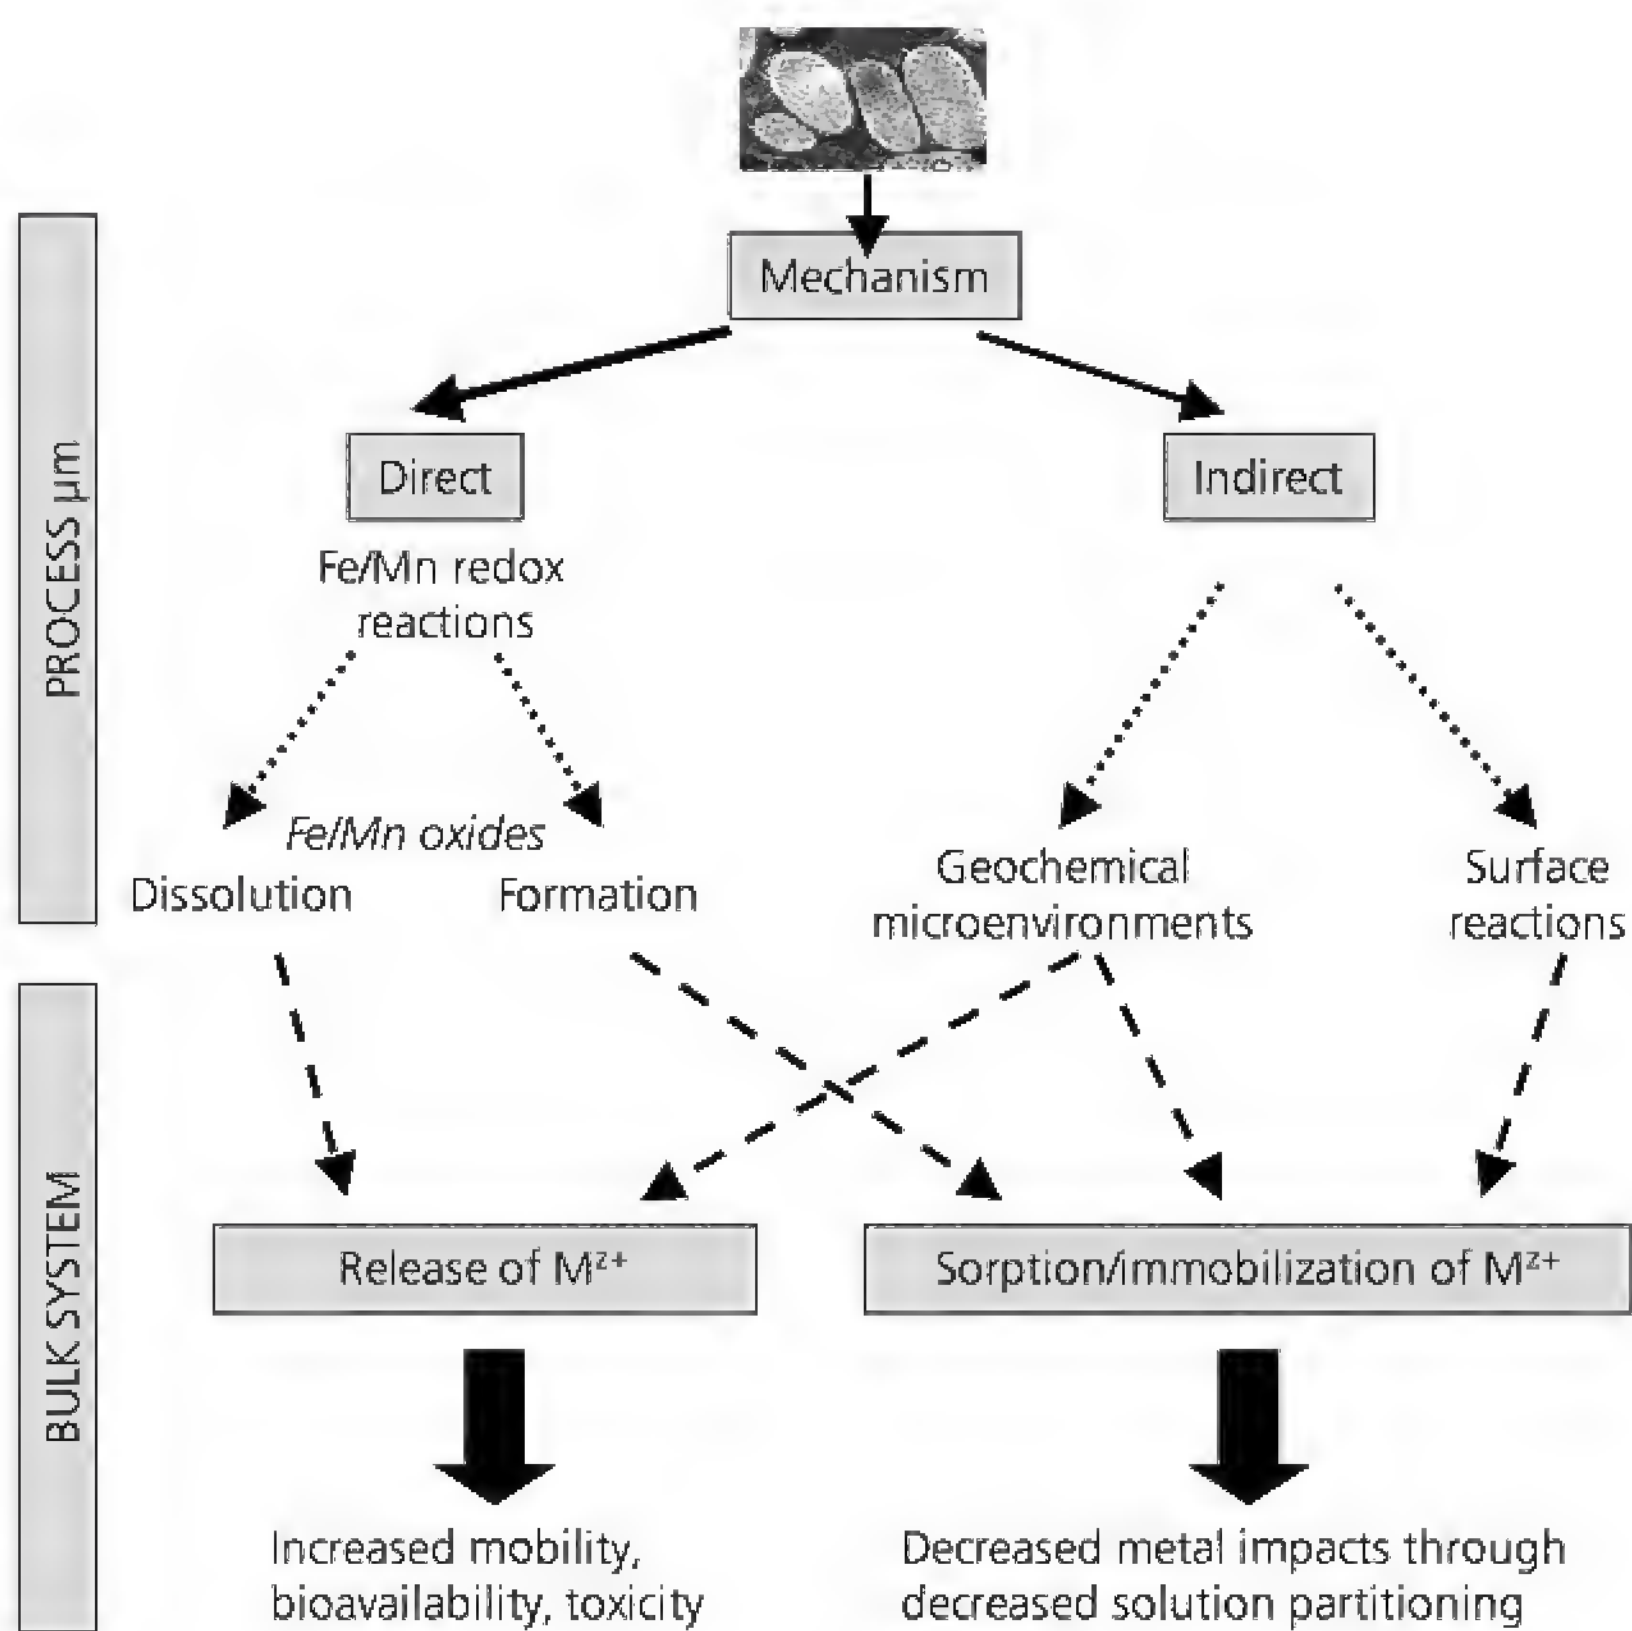 Mechanism
Direct
Indirect
PROCESS µm
Fe/Mn redox
reactions
Fe/Mn oxides
Dissolution
Formation
Geochemical
microenvironments
Surface
reactions
BULK SYSTEM
Release of Mᶻ⁺
Sorption/immobilization of Mᶻ⁺
Increased mobility,
bioavailability, toxicity
Decreased metal impacts through
decreased solution partitioning